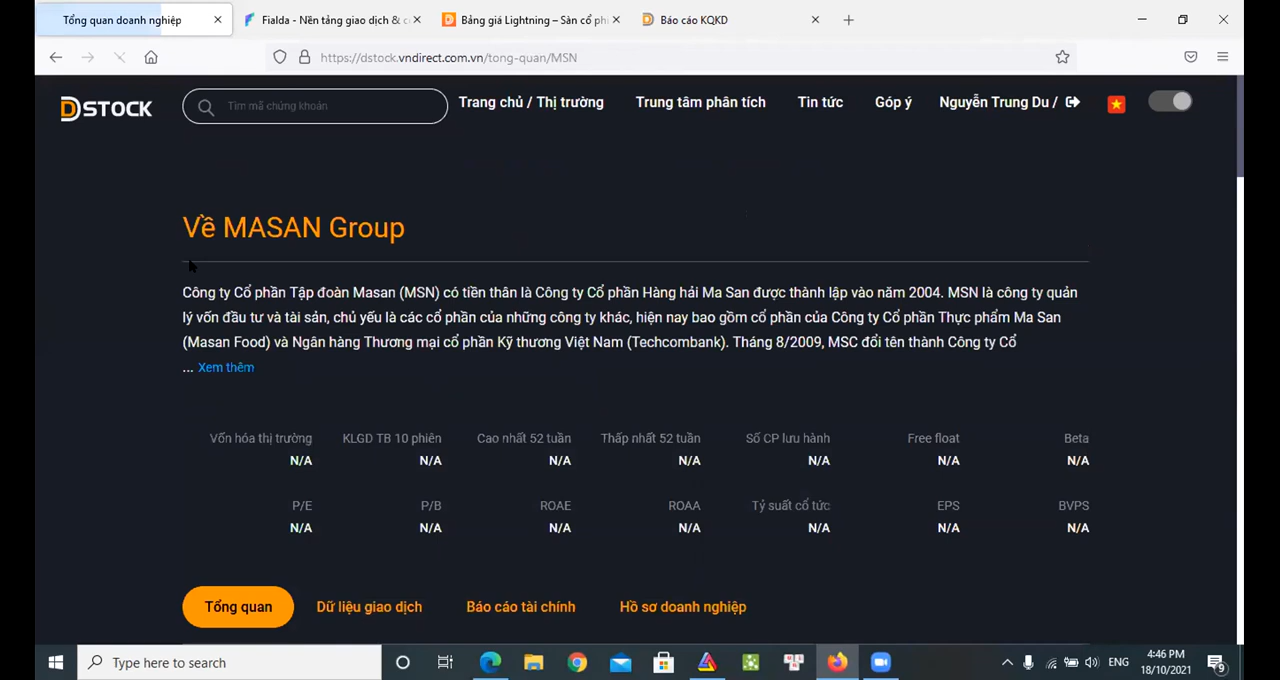 Tổng quan doanh nghiệp
Fialda - Nền tảng giao dịch &
Bảng giá Lightning – Sàn cổ
Báo cáo KQKD
https://dstock.vndirect.com.vn/tong-quan/MSN
DSTOCK
Tìm mã chứng khoán
Trang chủ / Thị trường
Trung tâm phân tích
Tin tức
Góp ý
Nguyễn Trung Du /
Về MASAN Group
Công ty Cổ phần Tập đoàn Masan (MSN) có tiền thân là Công ty Cổ phần Hàng hải Ma San được thành lập vào năm 2004. MSN là công ty quản
lý vốn đầu tư và tài sản, chủ yếu là các cổ phần của những công ty khác, hiện nay bao gồm cổ phần của Công ty Cổ phần Thực phẩm Ma San
(Masan Food) và Ngân hàng Thương mại cổ phần Kỹ thương Việt Nam (Techcombank). Tháng 8/2009, MSC đổi tên thành Công ty Cổ
... Xem thêm
Vốn hóa thị trường KLGD TB 10 phiên Cao nhất 52 tuần Thấp nhất 52 tuần Số CP lưu hành Free float Beta
N/A N/A N/A N/A N/A N/A N/A
P/E P/B ROAE ROAA Tỷ suất cổ tức EPS BVPS
N/A N/A N/A N/A N/A N/A N/A
Tổng quan
Dữ liệu giao dịch
Báo cáo tài chính
Hồ sơ doanh nghiệp
Type here to search
ENG
4:46 PM
18/10/2021
9